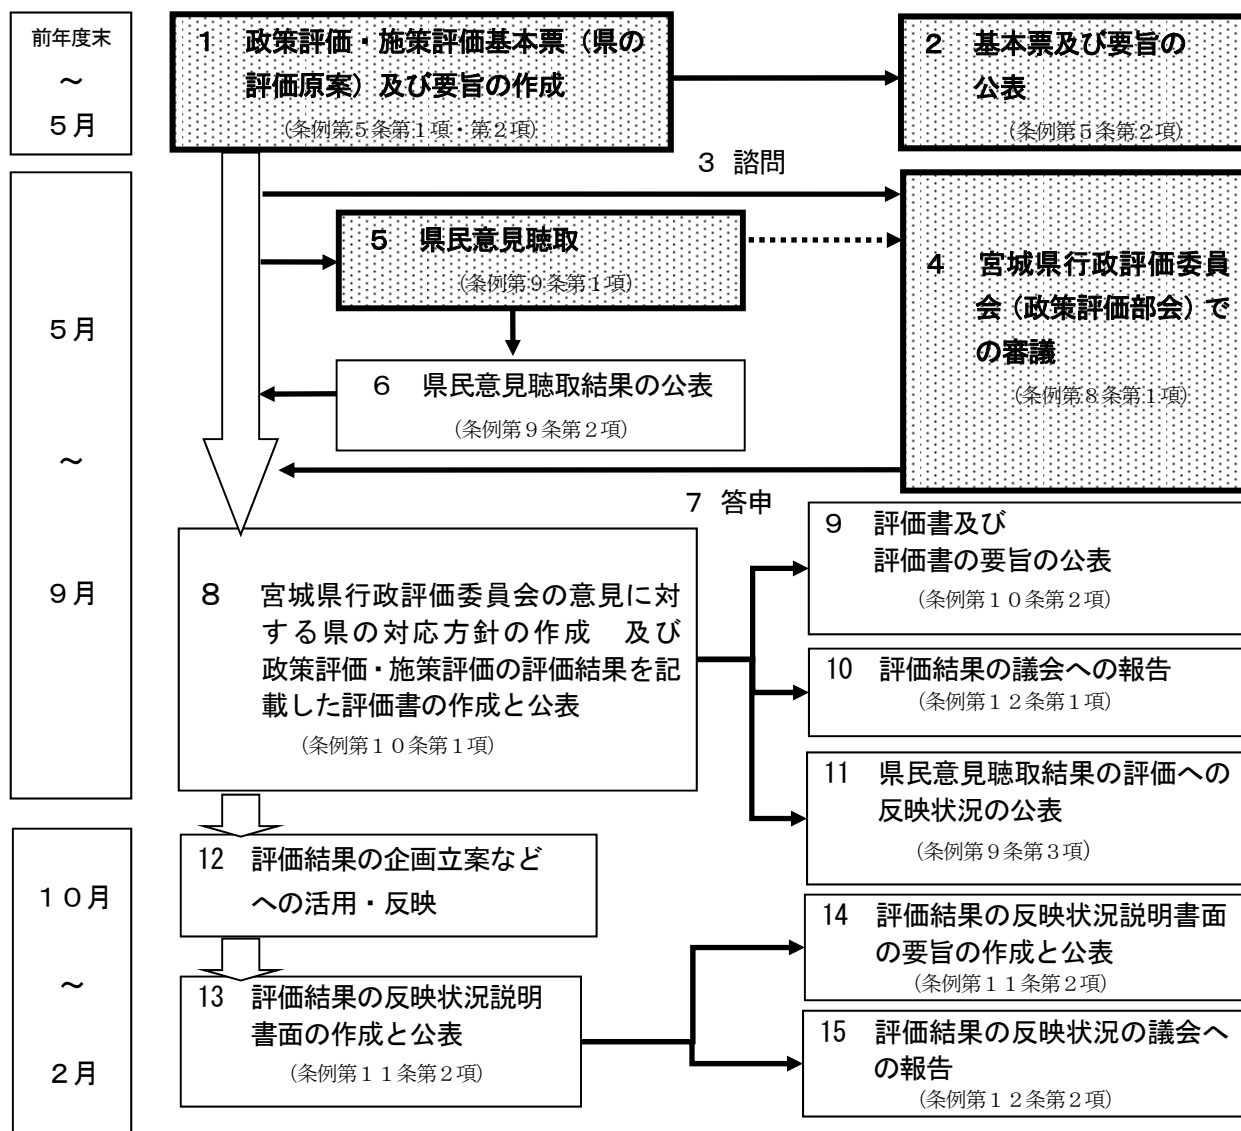 前年度末
～
５月
１　政策評価・施策評価基本票（県の
評価原案）及び要旨の作成
（条例第５条第１項・第２項）
２　基本票及び要旨の
公表
（条例第５条第２項）
３　諮問
５月
～
９月
５　県民意見聴取
（条例第９条第１項）
４　宮城県行政評価委員
会（政策評価部会）で
の審議
（条例第８条第１項）
６　県民意見聴取結果の公表
（条例第９条第２項）
７　答申
８　宮城県行政評価委員会の意見に対
する県の対応方針の作成　及び
政策評価・施策評価の評価結果を記
載した評価書の作成と公表
（条例第１０条第１項）
９　評価書及び
評価書の要旨の公表
（条例第１０条第２項）
10　評価結果の議会への報告
（条例第１２条第１項）
11　県民意見聴取結果の評価への
反映状況の公表
（条例第９条第３項）
１０月
～
２月
12　評価結果の企画立案など
への活用・反映
13　評価結果の反映状況説明
書面の作成と公表
（条例第１１条第２項）
14　評価結果の反映状況説明書面
の要旨の作成と公表
（条例第１１条第２項）
15　評価結果の反映状況の議会へ
の報告
（条例第１２条第２項）